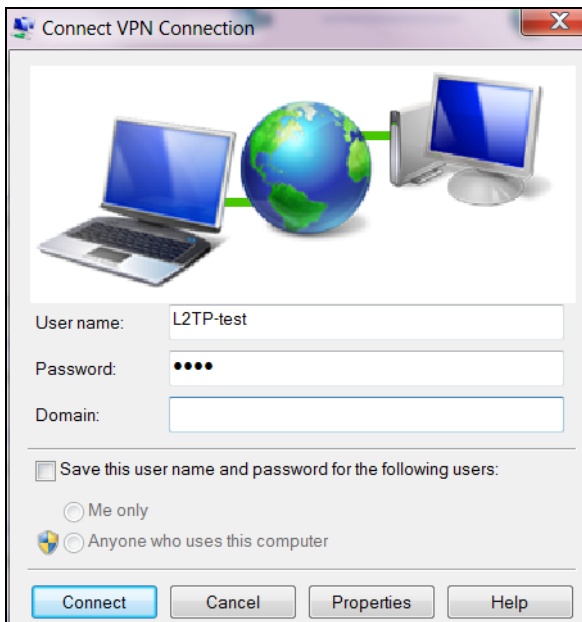 Connect VPN Connection
User name:
L2TP-test
Password:
••••
Domain:
Save this user name and password for the following users:
Me only
Anyone who uses this computer
Connect
Cancel
Properties
Help